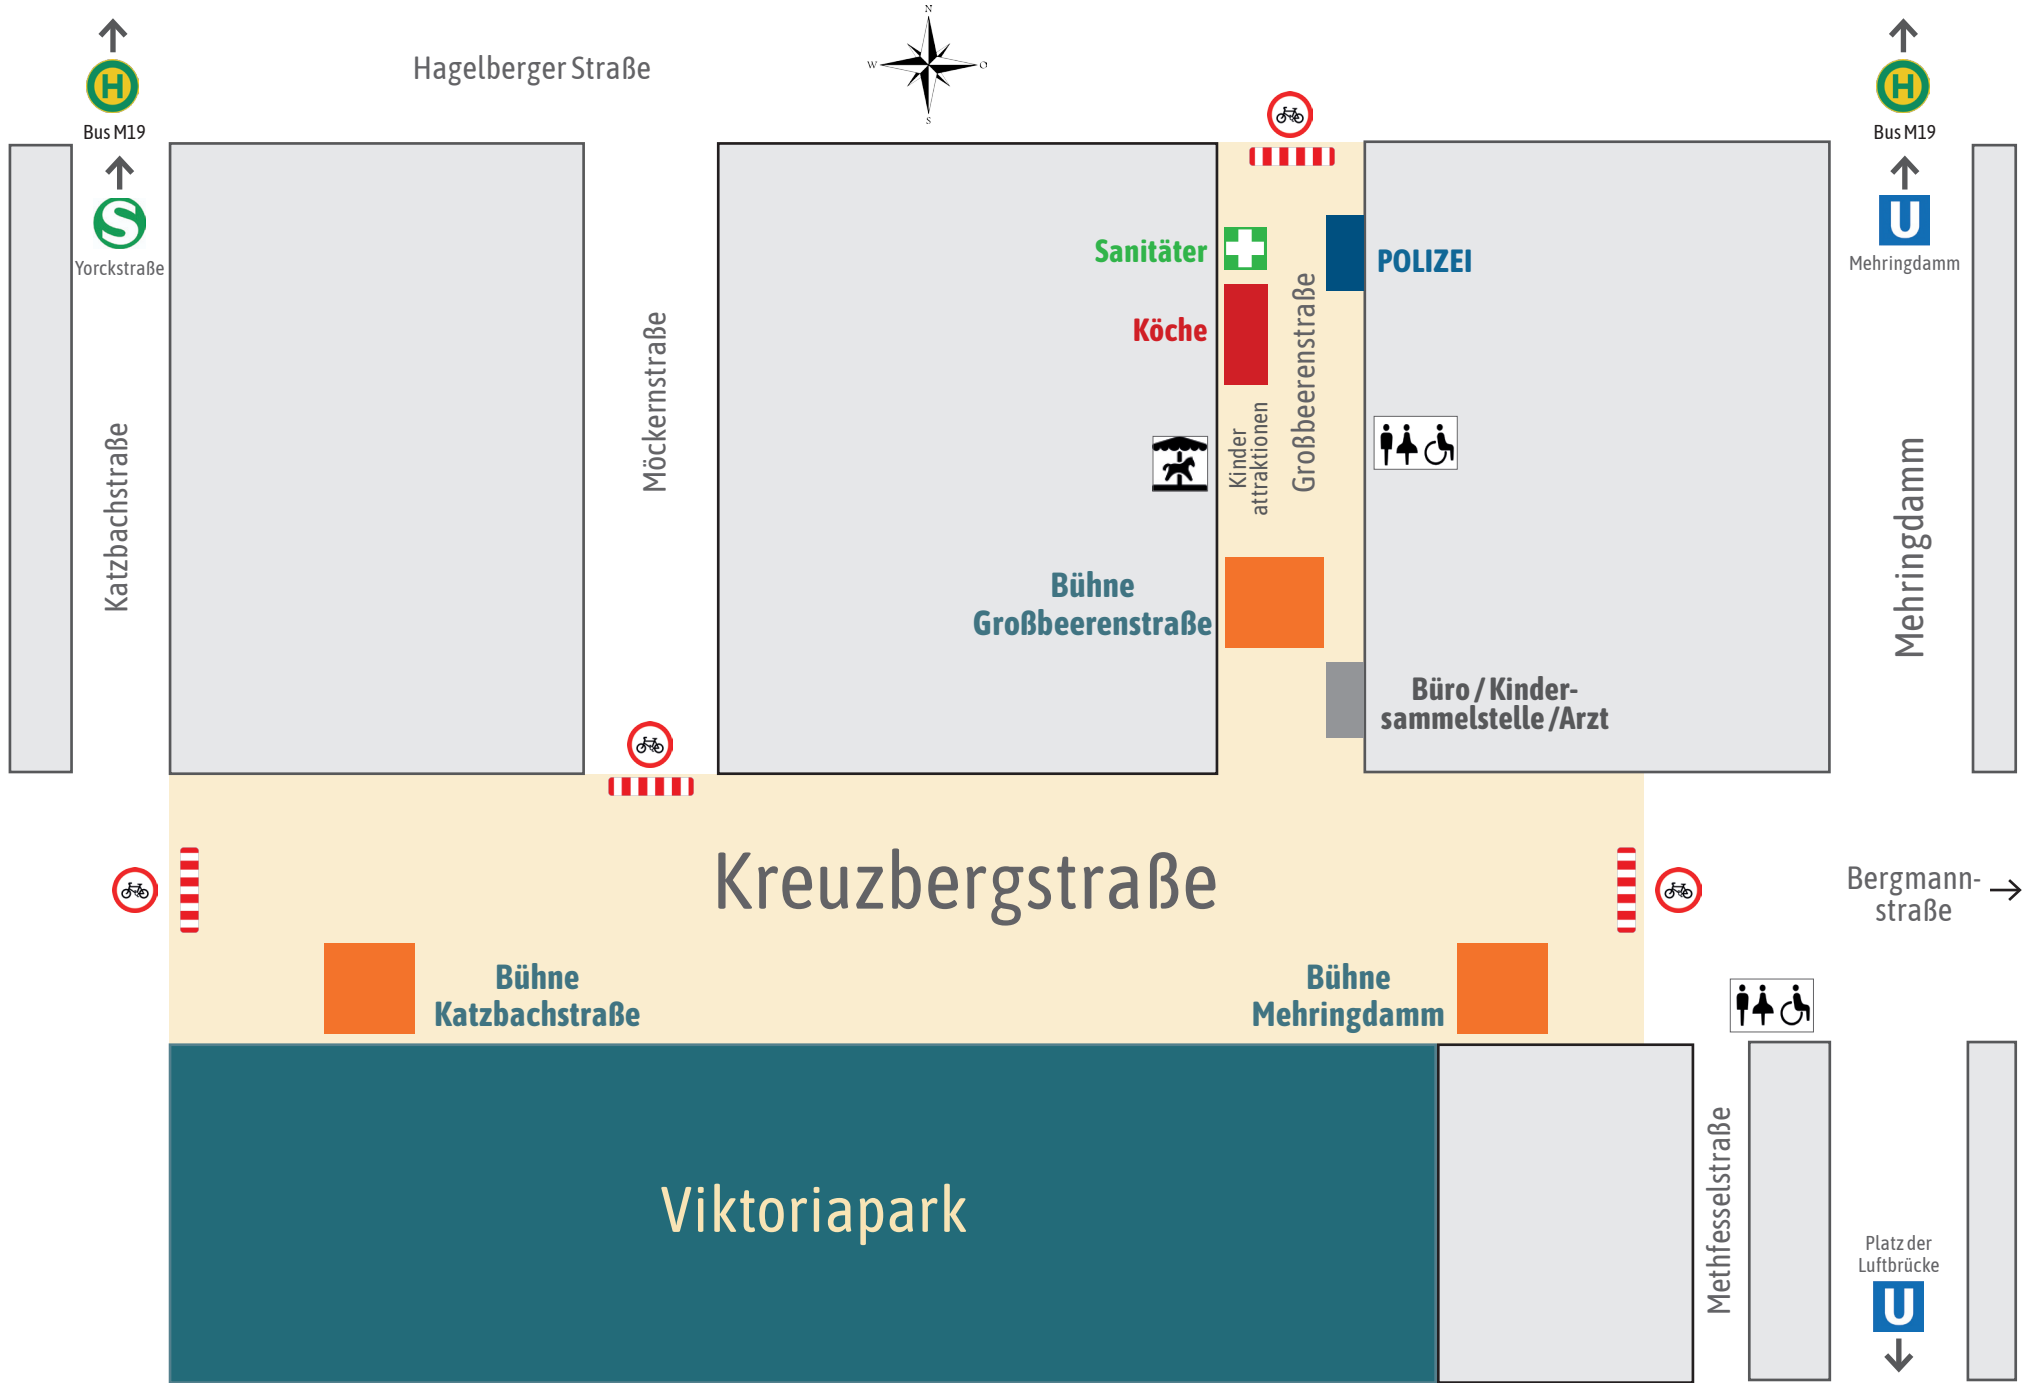 N
W
O
S
Hagelberger Straße
H
Bus M19
S
Yorckstraße
H
Bus M19
U
Mehringdamm
Katzbachstraße
Möckernstraße
Sanitäter
Köche
Kinder
attraktionen
Großbeerenstraße
POLIZEI
Mehringdamm
Bühne
Großbeerenstraße
Büro / Kinder-
sammelstelle /Arzt
Kreuzbergstraße
Bergmann-
straße
Bühne
Katzbachstraße
Bühne
Mehringdamm
Viktoriapark
Methfesselstraße
Platz der
Luftbrücke
U